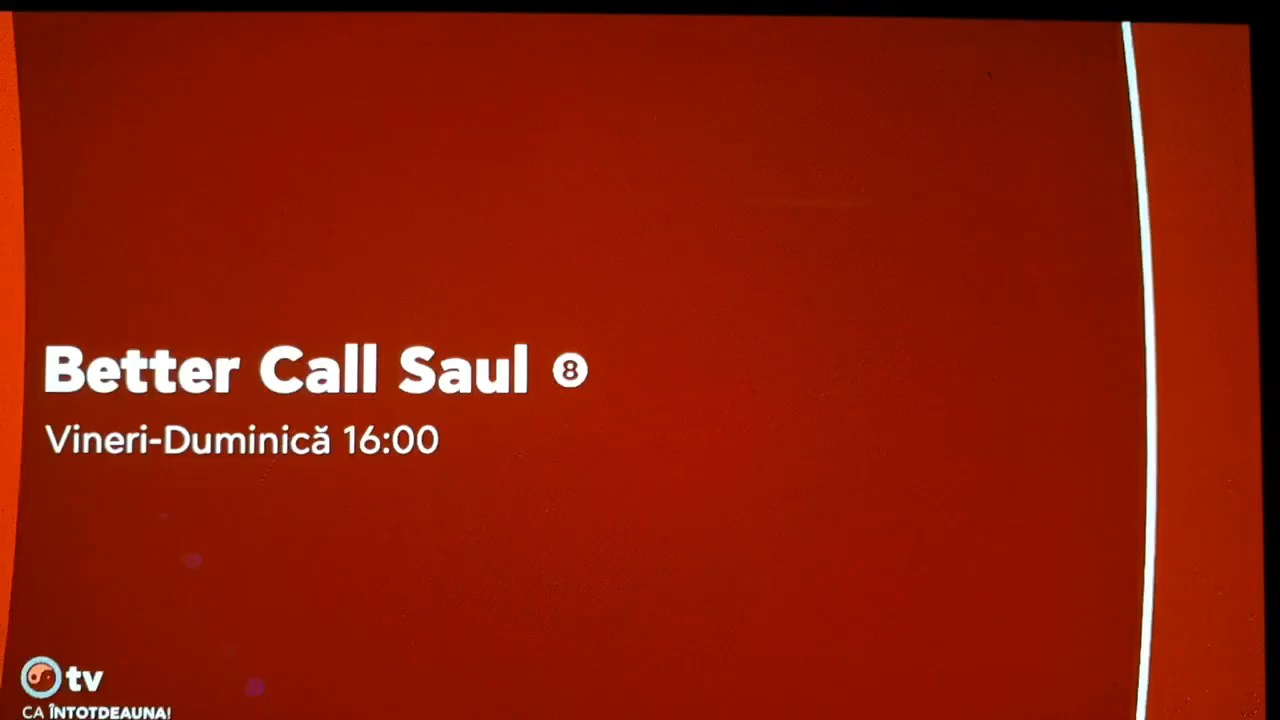 Better Call Saul 8
Vineri-Duminică 16:00
tv
CA ÎNTOTDEAUNA!